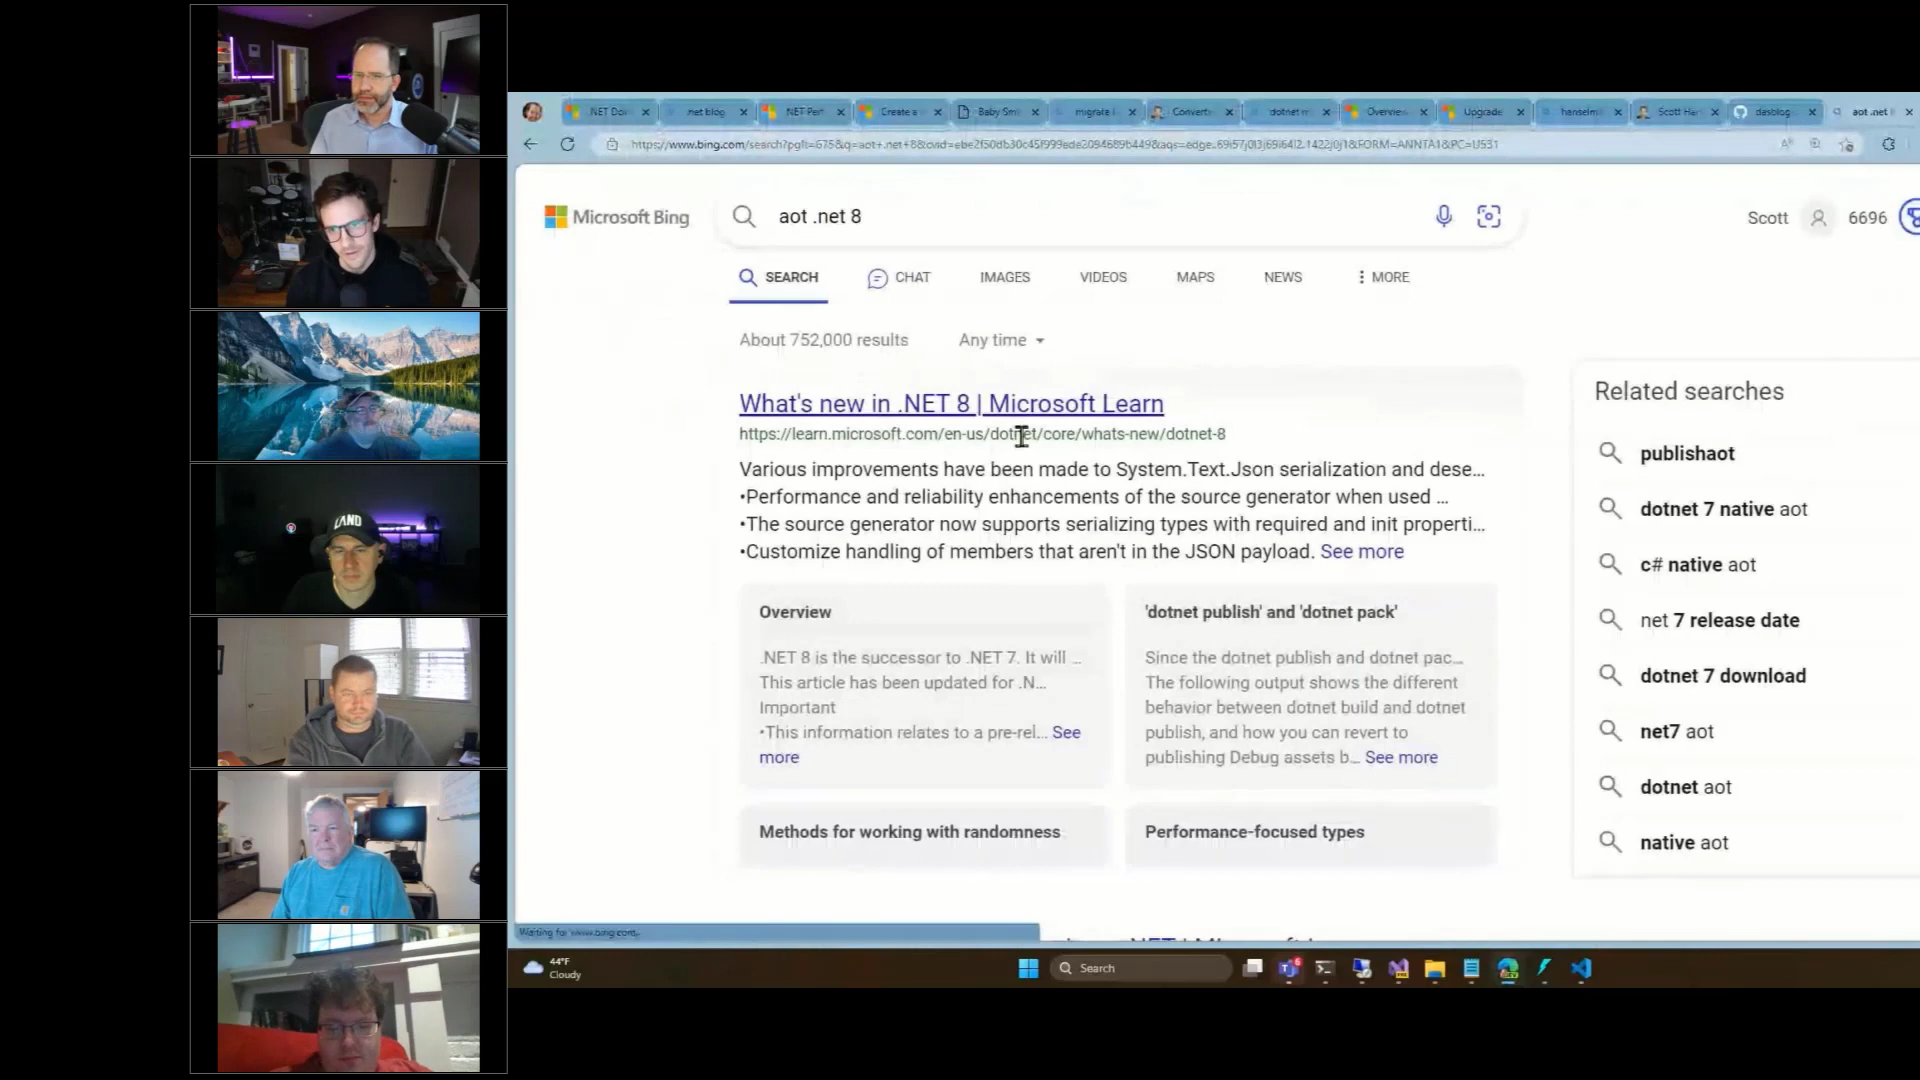 LAND
.NET Dow
.net blog
.NET Perf
Create a
Baby Smi
migrate
Converti
dotnet m
Overview
Upgrade
hanselm
Scott Han
dasblog
aot .net
Microsoft Bing
aot .net 8
Scott
6696
SEARCH
CHAT
IMAGES
VIDEOS
MAPS
NEWS
MORE
About 752,000 results
Any time
What's new in .NET 8 | Microsoft Learn
https://learn.microsoft.com/en-us/dotnet/core/whats-new/dotnet-8
Various improvements have been made to System.Text.Json serialization and dese...
•Performance and reliability enhancements of the source generator when used ...
•The source generator now supports serializing types with required and init properti...
•Customize handling of members that aren't in the JSON payload. See more
Overview
.NET 8 is the successor to .NET 7. It will ...
This article has been updated for .N...
Important
•This information relates to a pre-rel... See
more
'dotnet publish' and 'dotnet pack'
Since the dotnet publish and dotnet pac...
The following output shows the different
behavior between dotnet build and dotnet
publish, and how you can revert to
publishing Debug assets b... See more
Methods for working with randomness
Performance-focused types
Related searches
publishaot
dotnet 7 native aot
c# native aot
net 7 release date
dotnet 7 download
net7 aot
dotnet aot
native aot
Waiting for www.bing.com...
44°F
Cloudy
Search